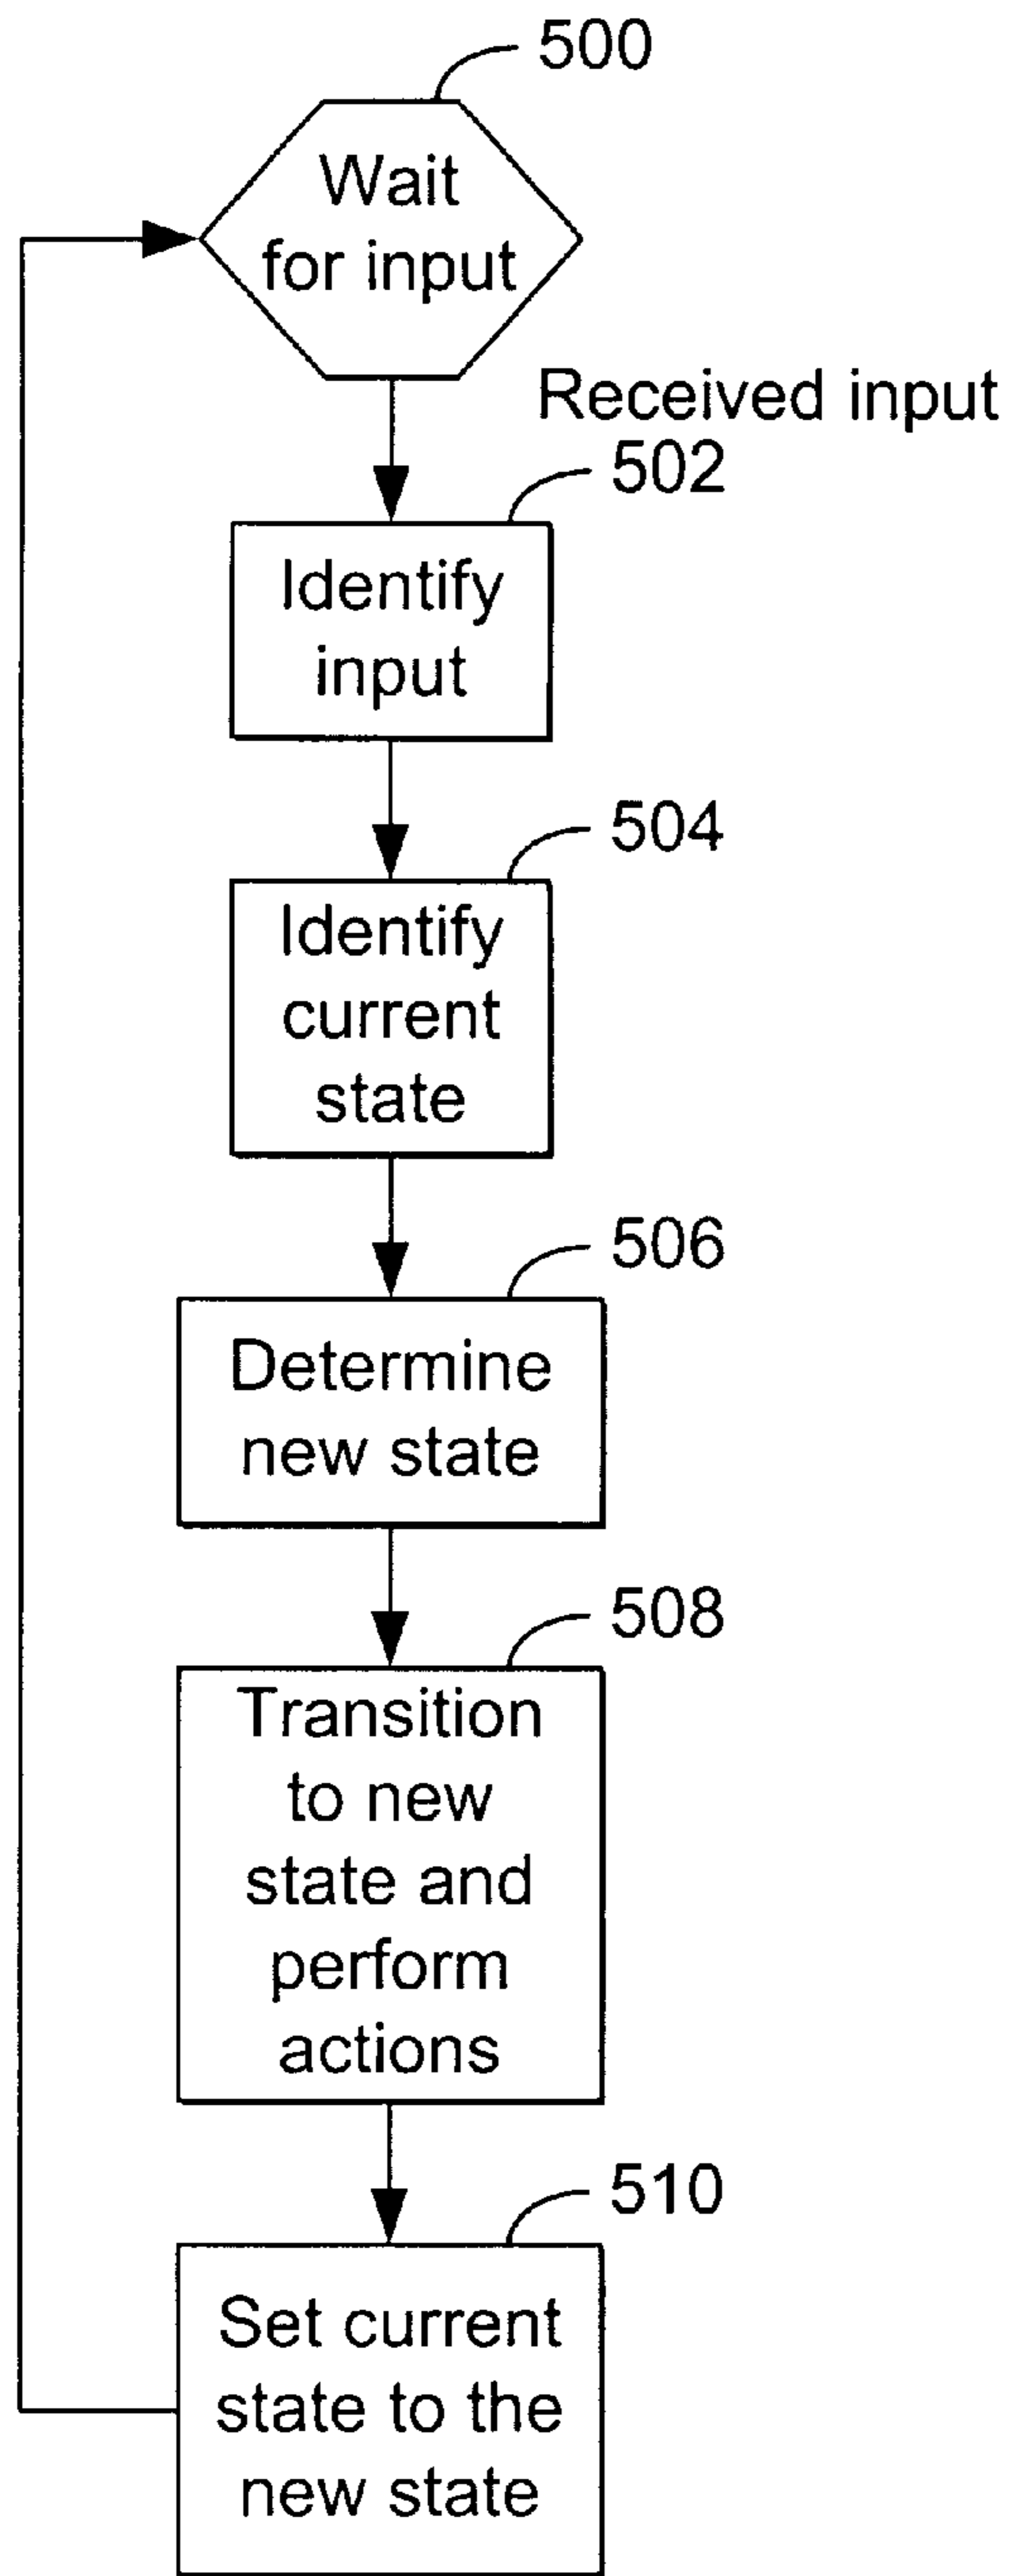 500
Wait
for input
Received input
502
Identify
input
504
Identify
current
state
506
Determine
new state
508
Transition
to new
state and
perform
actions
510
Set current
state to the
new state